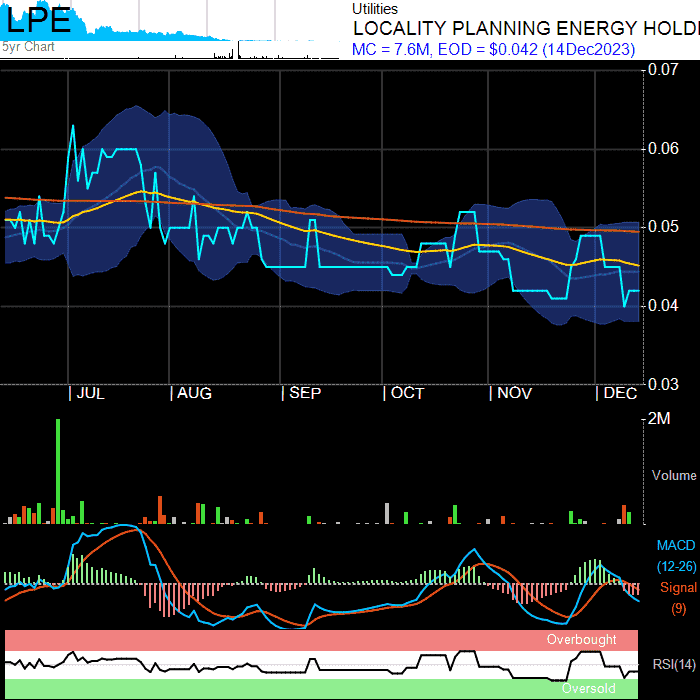 LPE
5yr Chart
Utilities
LOCALITY PLANNING ENERGY HOLDI
MC = 7.6M, EOD = $0.042 (14Dec2023)
0.07
0.06
0.05
0.04
0.03
JUL AUG SEP OCT NOV DEC
2M
Volume
MACD
(12-26)
Signal
(9)
Overbought
RSI(14)
Oversold